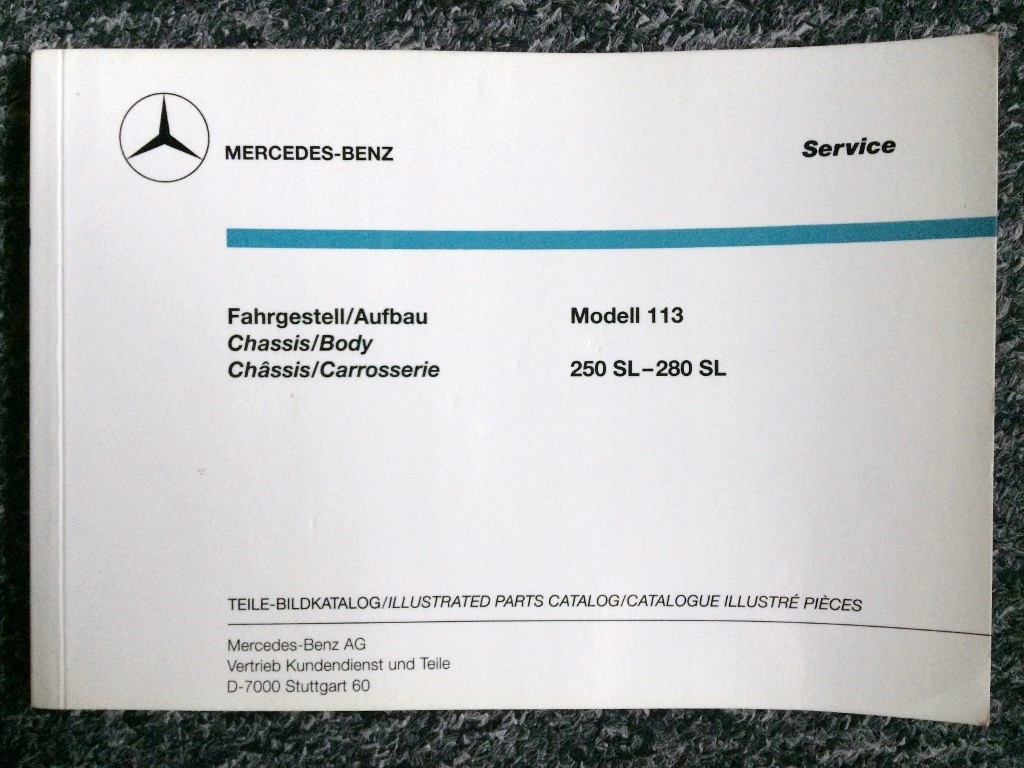 MERCEDES-BENZ
Service
Fahrgestell/Aufbau
Chassis/Body
Châssis/Carrosserie
Modell 113
250 SL–280 SL
TEILE-BILDKATALOG/ILLUSTRATED PARTS CATALOG/CATALOGUE ILLUSTRÉ PIÈCES
Mercedes-Benz AG
Vertrieb Kundendienst und Teile
D-7000 Stuttgart 60